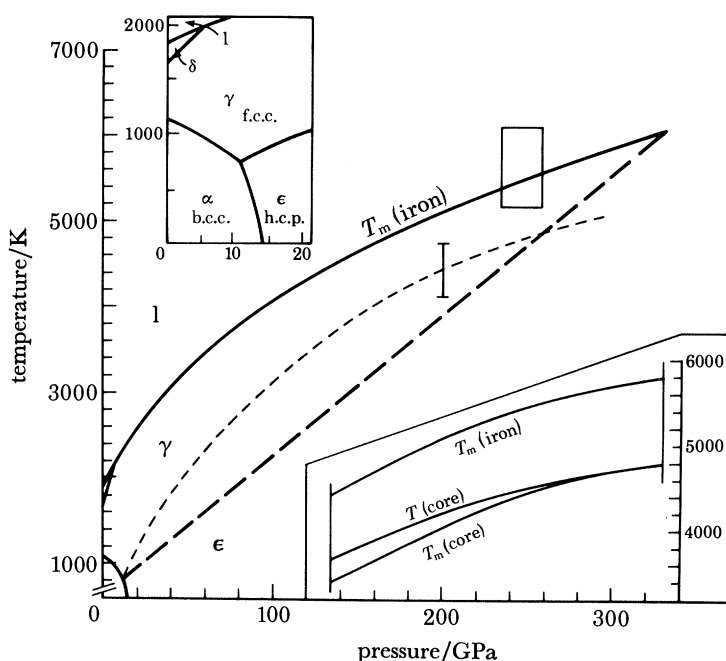 7000
5000
3000
1000
0
temperature/K
2000
1000
0
10
20
l
δ
γ
f.c.c.
α
b.c.c.
ϵ
h.c.p.
T_m (iron)
l
γ
ϵ
6000
5000
4000
T_m (iron)
T (core)
T_m (core)
100
200
300
pressure/GPa